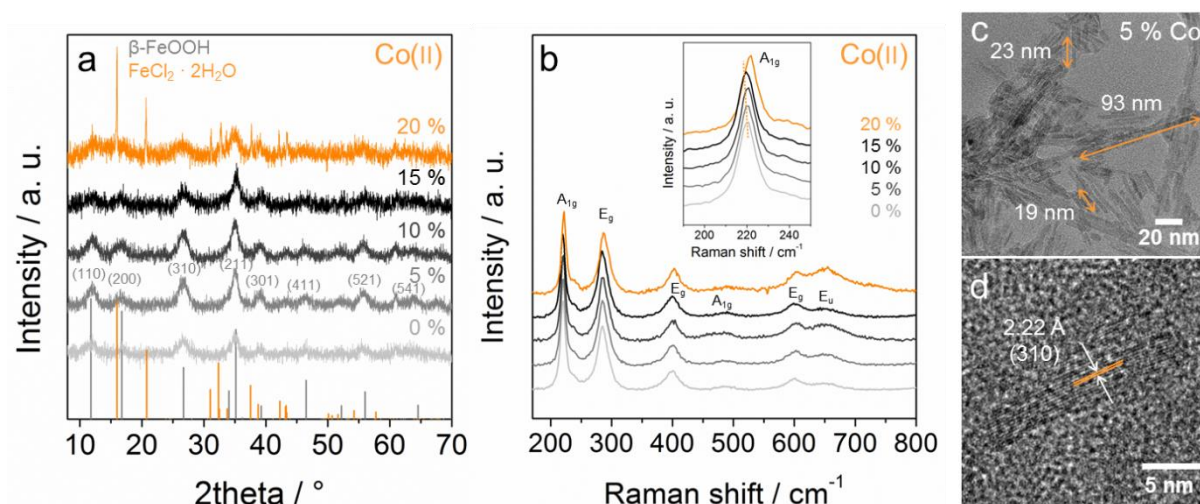 a
β-FeOOH
FeCl₂ · 2H₂O
Co(II)
20 %
15 %
10 %
5 %
0 %
(110)
(200)
(310)
(211)
(301)
(411)
(521)
(541)
Intensity / a. u.
10 20 30 40 50 60 70
2theta / °
b
Co(II)
20 %
15 %
10 %
5 %
0 %
A1g
Eg
Eg
A1g
Eg
Eu
Intensity / a. u.
200 300 400 500 600 700 800
Raman shift / cm⁻¹
A1g
Intensity / a. u.
200 220 240
Raman shift / cm⁻¹
c
5 % Co
23 nm
93 nm
19 nm
20 nm
d
2.22 Å
(310)
5 nm